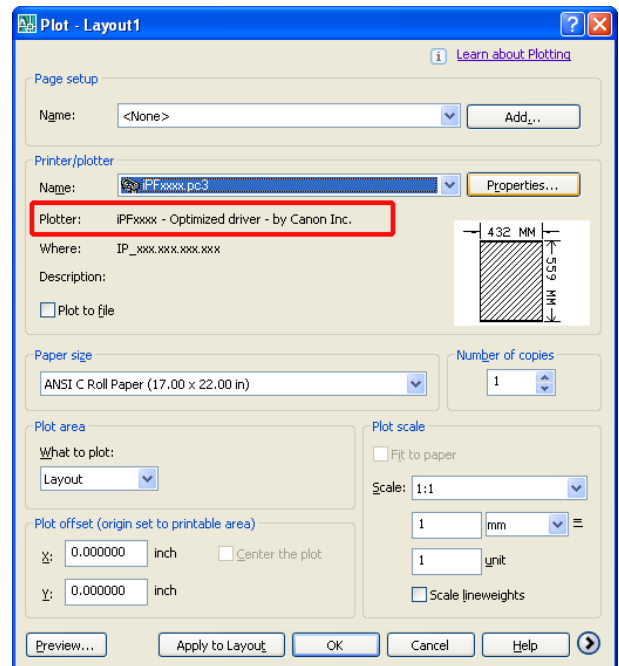 Plot - Layout1
i Learn about Plotting
Page setup
Name: <None> Add...
Printer/plotter
Name: iPFxxxx.pc3 Properties...
Plotter: iPFxxxx - Optimized driver - by Canon Inc.
Where: IP_xxx.xxx.xxx.xxx
Description:
432 MM
559 MM
Plot to file
Paper size
ANSI C Roll Paper (17.00 x 22.00 in)
Number of copies
1
Plot area
What to plot:
Layout
Plot scale
Fit to paper
Scale: 1:1
1 mm =
1 unit
Scale lineweights
Plot offset (origin set to printable area)
X: 0.000000 inch Center the plot
Y: 0.000000 inch
Preview... Apply to Layout OK Cancel Help